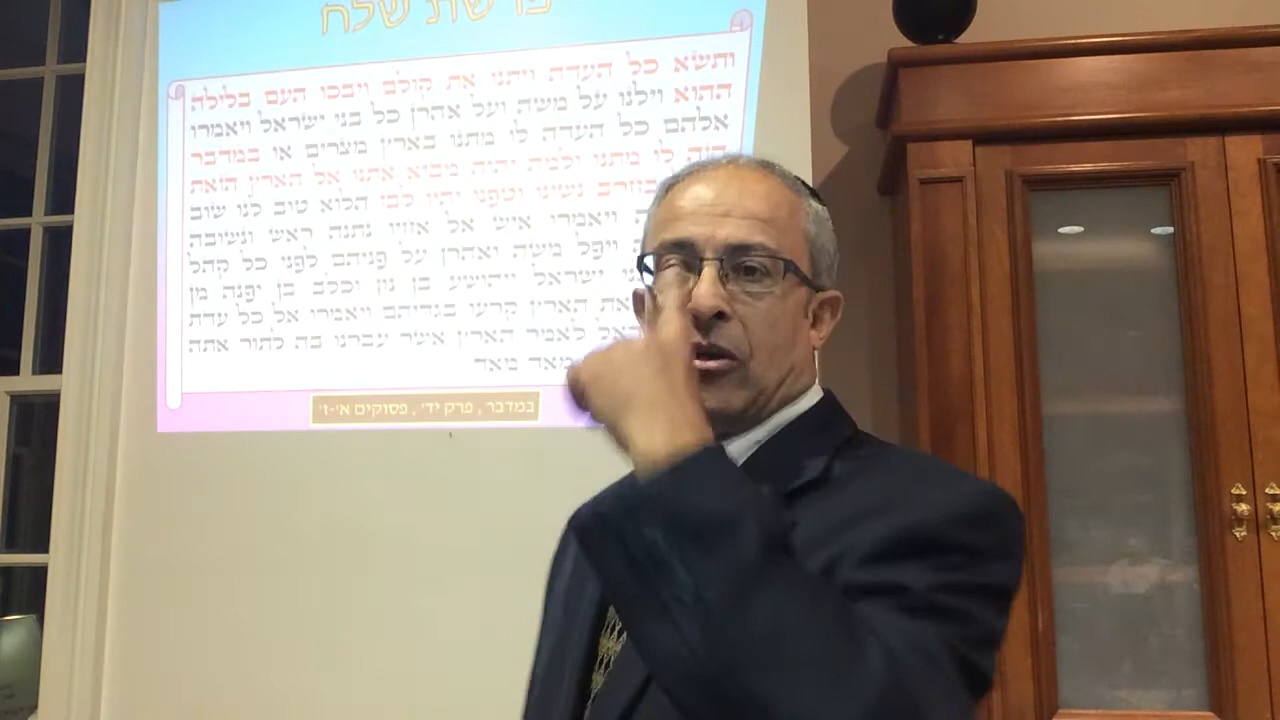 פרשת שלח
ותשא כל העדה ויתנו את קולם ויבכו העם בלילה
ההוא וילנו על משה ועל אהרן כל בני ישראל ויאמרו
אלהם כל העדה לו מתנו בארץ מצרים או במדבר
הזה לו מתנו ולמה יהוה מביא אתנו אל הארץ הזאת
בחרב נשינו וטפנו יהיו לבז הלוא טוב לנו שוב
ויאמרו איש אל אחיו נתנה ראש ונשובה
ויפל משה ואהרן על פניהם לפני כל קהל
ישראל ויהושע בן נון וכלב בן יפנה מן
את הארץ קרעו בגדיהם ויאמרו אל כל עדת
לאמר הארץ אשר עברנו בה לתור אתה
מאד מאד
במדבר , פרק יד' , פסוקים א'-ז'